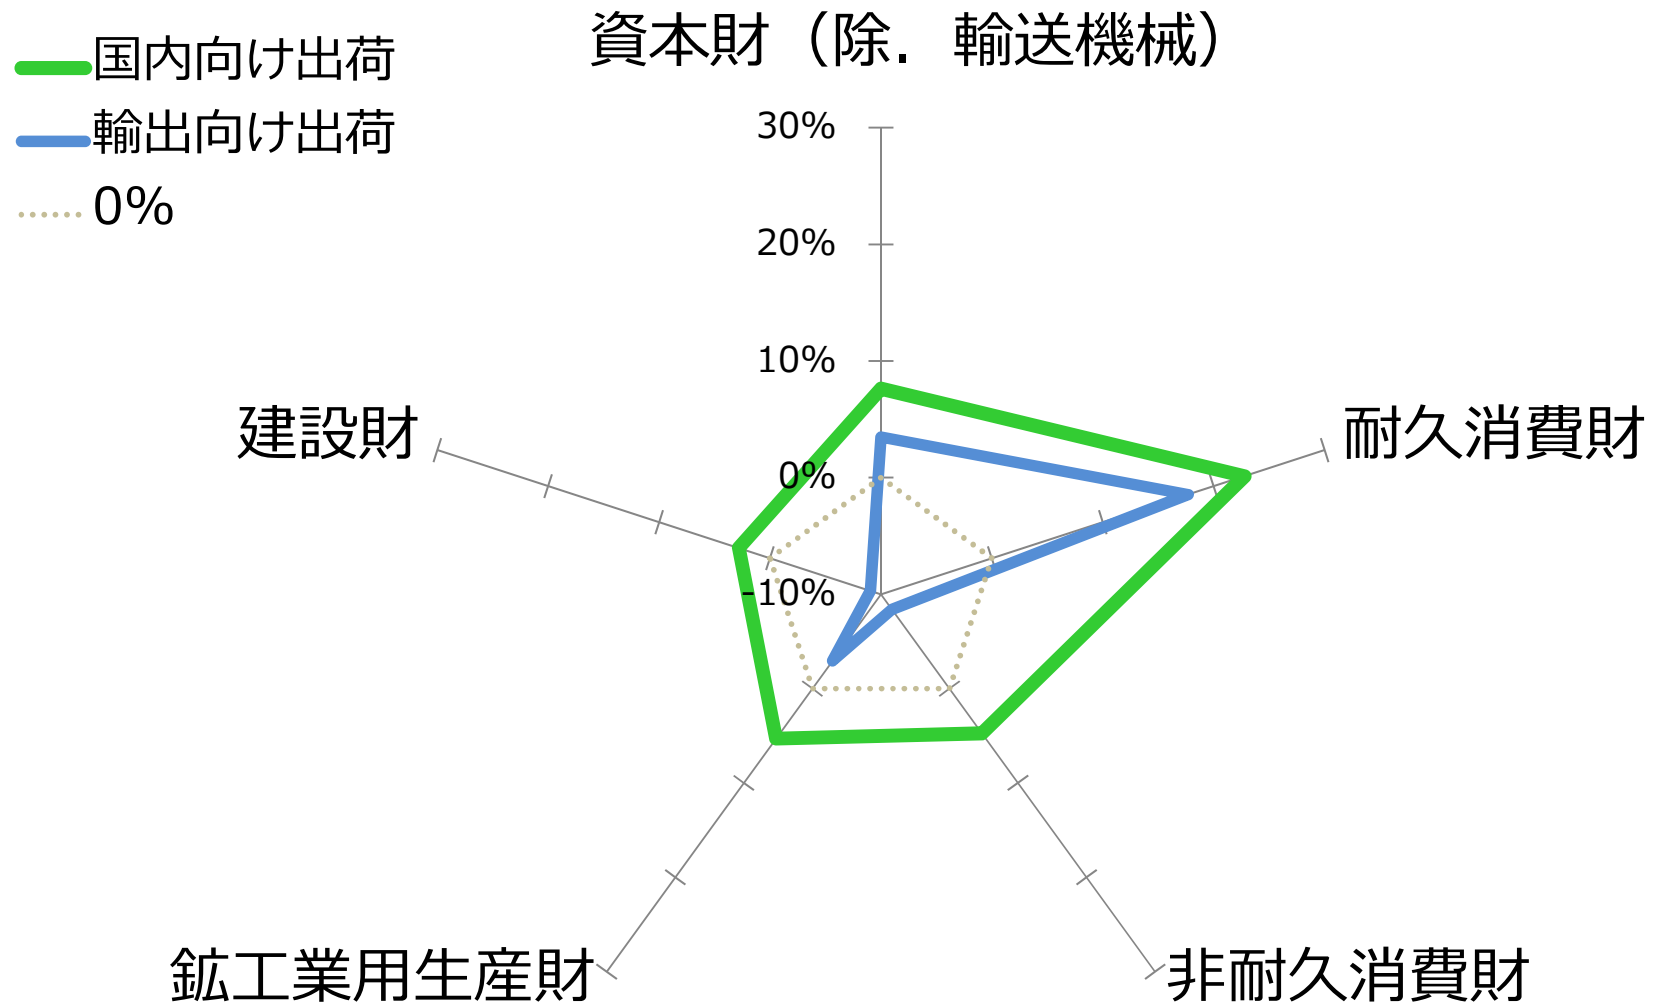 資本財（除．輸送機械）
国内向け出荷
輸出向け出荷
0%
30%
20%
10%
0%
-10%
建設財
耐久消費財
鉱工業用生産財
非耐久消費財